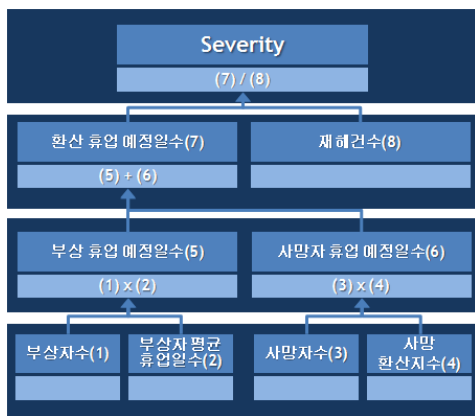 Severity
(7) / (8)
환산 휴업 예정일수(7)
재해건수(8)
(5) + (6)
부상 휴업 예정일수(5)
사망자 휴업 예정일수(6)
(1) x (2)
(3) x (4)
부상자수(1)
부상자 평균
휴업일수(2)
사망자수(3)
사망
환산지수(4)